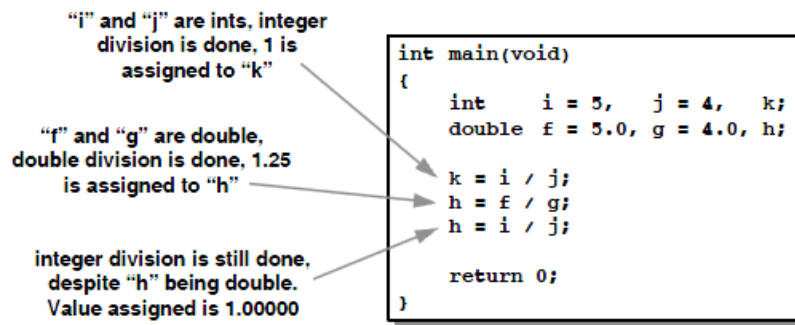 “i” and “j” are ints, integer
division is done, 1 is
assigned to “k”
“f” and “g” are double,
double division is done, 1.25
is assigned to “h”
integer division is still done,
despite “h” being double.
Value assigned is 1.00000
int main(void)
{
int i = 5, j = 4, k;
double f = 5.0, g = 4.0, h;
k = i / j;
h = f / g;
h = i / j;
return 0;
}